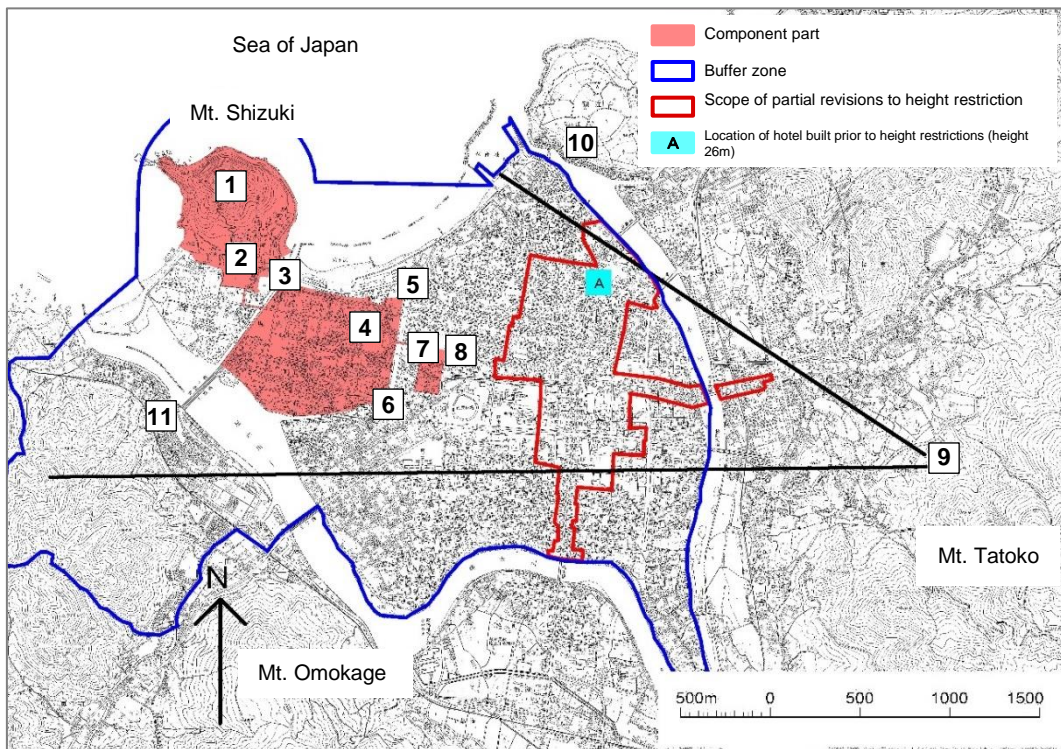 Sea of Japan
Component part
Buffer zone
Scope of partial revisions to height restriction
A
Location of hotel built prior to height restrictions (height
26m)
Mt. Shizuki
10
1
2
3
5
A
4
7
8
6
11
9
Mt. Tatoko
N
Mt. Omokage
500m
0
500
1000
1500